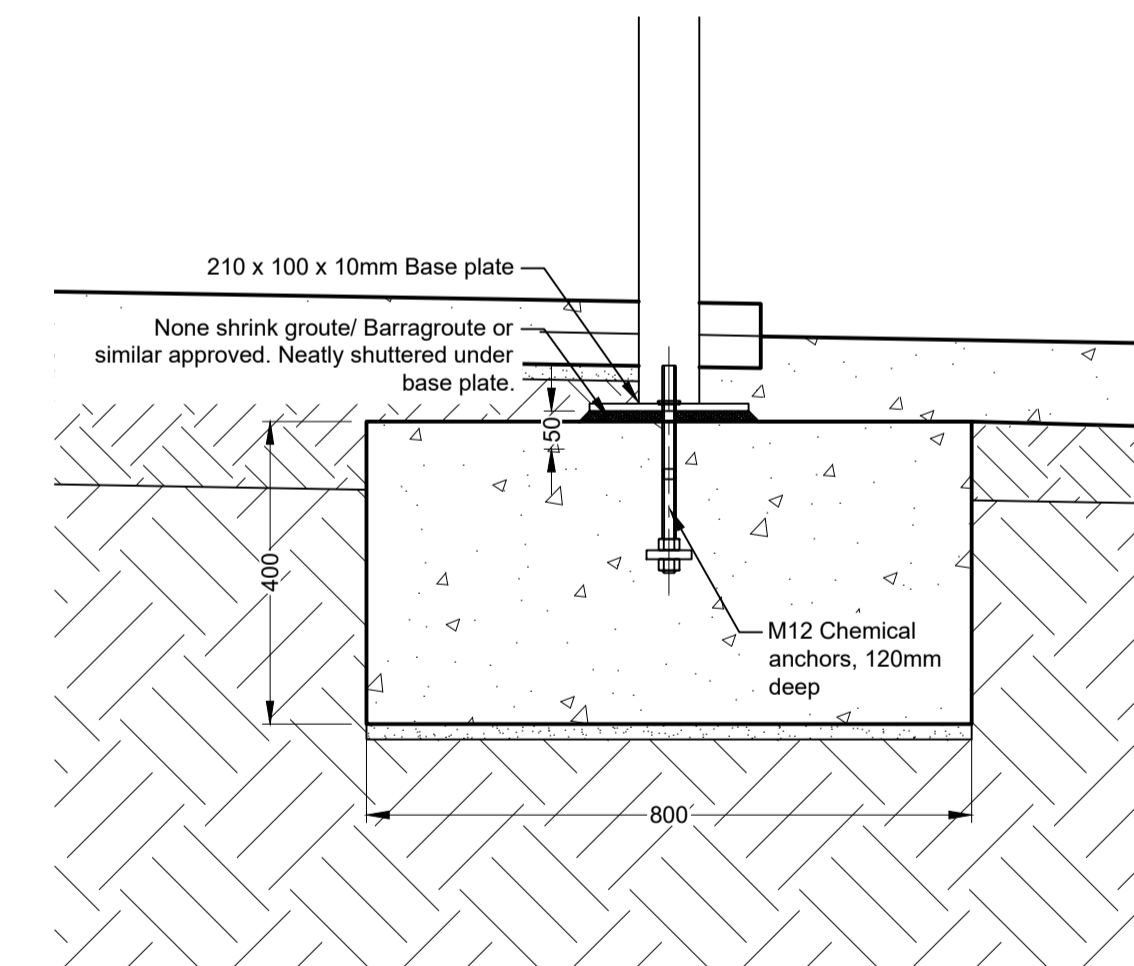 210 x 100 x 10mm Base plate
None shrink groute/ Barragroute or
similar approved. Neatly shuttered under
base plate.
50
400
M12 Chemical
anchors, 120mm
deep
800